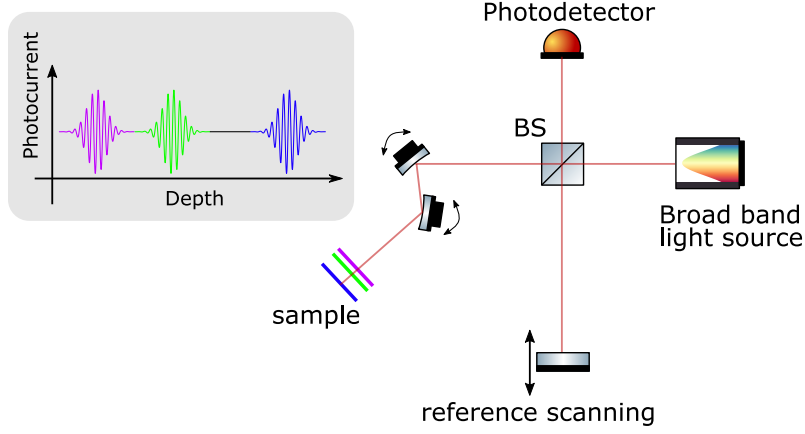 Photodetector
Photocurrent
Depth
BS
Broad band
light source
sample
reference scanning